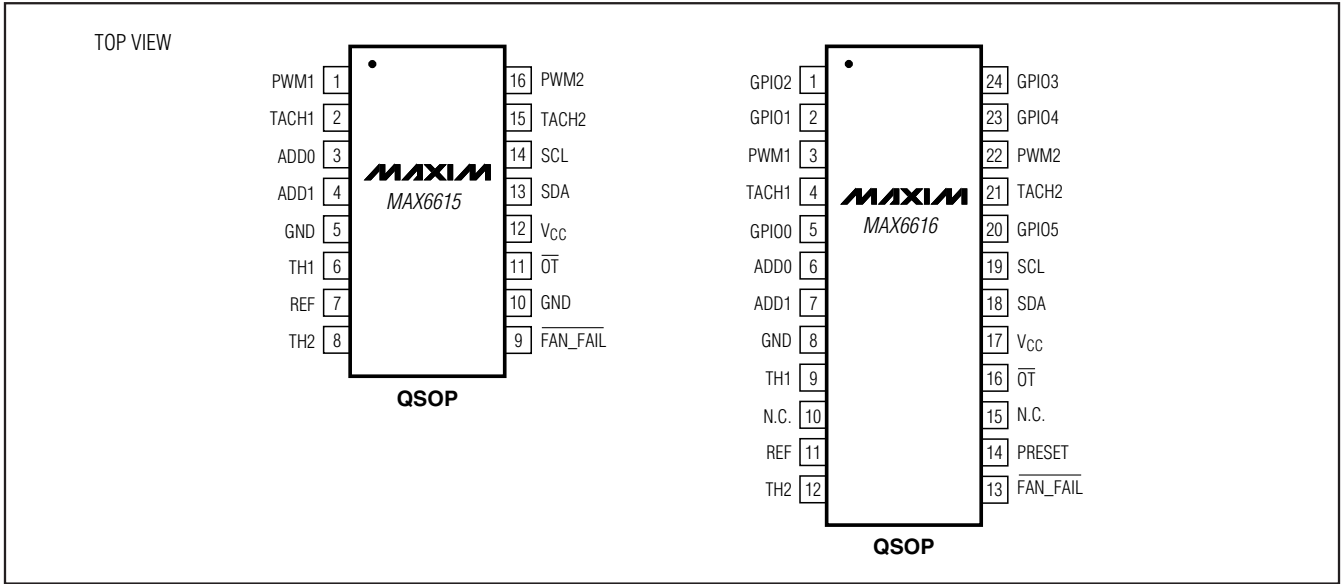 TOP VIEW
PWM1 1
TACH1 2
ADD0 3
ADD1 4
GND 5
TH1 6
REF 7
TH2 8
16 PWM2
15 TACH2
14 SCL
13 SDA
12 VCC
11 OT
10 GND
9 FAN_FAIL
MAXIM
MAX6615
QSOP
GPIO2 1
GPIO1 2
PWM1 3
TACH1 4
GPIO0 5
ADD0 6
ADD1 7
GND 8
TH1 9
N.C. 10
REF 11
TH2 12
24 GPIO3
23 GPIO4
22 PWM2
21 TACH2
20 GPIO5
19 SCL
18 SDA
17 VCC
16 OT
15 N.C.
14 PRESET
13 FAN_FAIL
MAXIM
MAX6616
QSOP